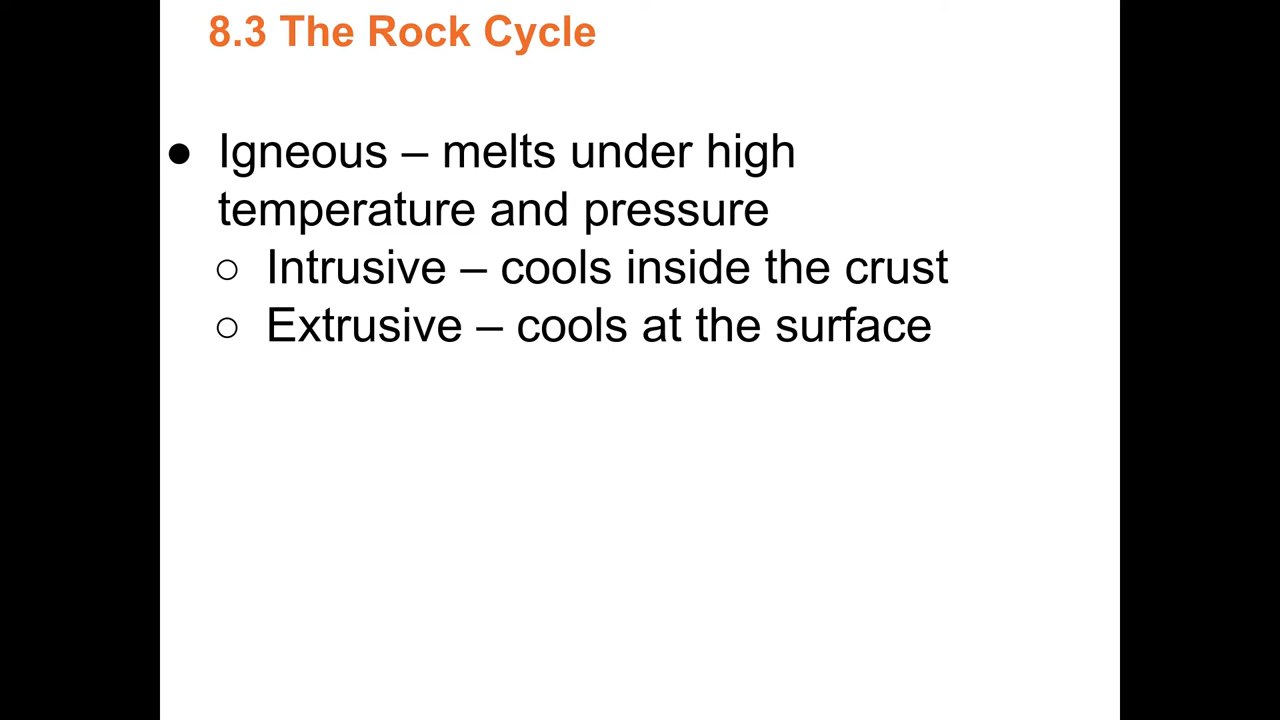 8.3 The Rock Cycle
● Igneous – melts under high
temperature and pressure
○ Intrusive – cools inside the crust
○ Extrusive – cools at the surface